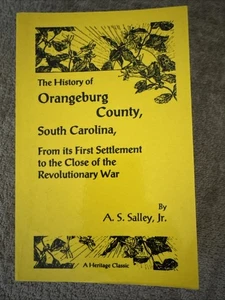 The History of
Orangeburg
County,
South Carolina,
From its First Settlement
to the Close of the
Revolutionary War
By
A. S. Salley, Jr.
A Heritage Classic